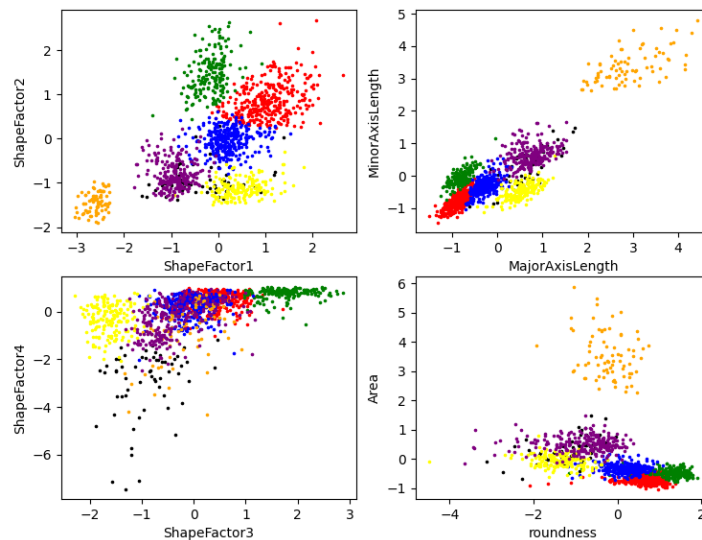 ShapeFactor2
2
1
0
−1
−2
−3 −2 −1 0 1 2
ShapeFactor1
MinorAxisLength
5
4
3
2
1
0
−1
−1 0 1 2 3 4
MajorAxisLength
ShapeFactor4
0
−2
−4
−6
−2 −1 0 1 2 3
ShapeFactor3
Area
6
5
4
3
2
1
0
−1
−4 −2 0 2
roundness